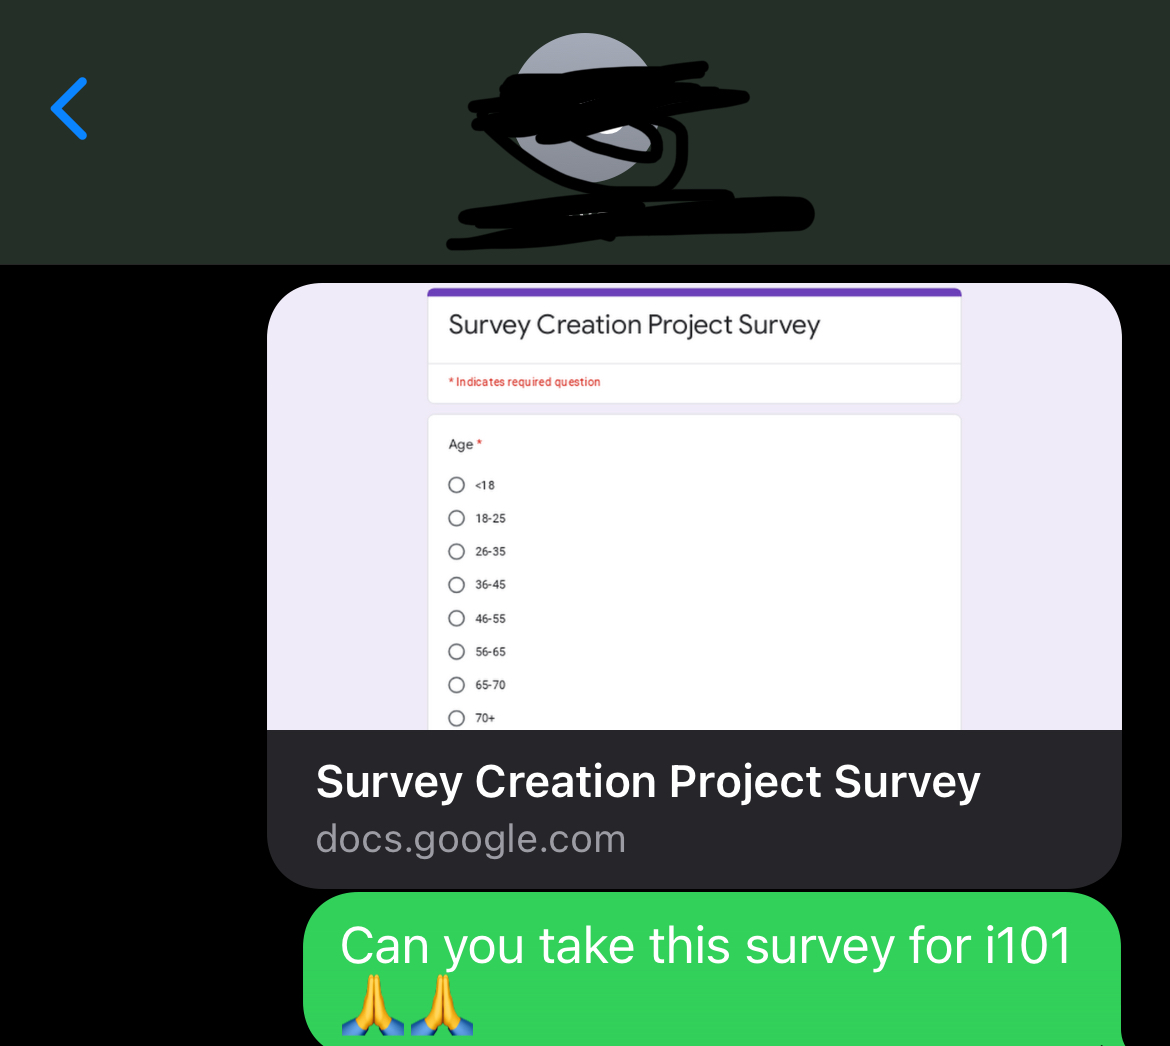 Survey Creation Project Survey
* Indicates required question
Age *
<18
18-25
26-35
36-45
46-55
56-65
65-70
70+
Survey Creation Project Survey
docs.google.com
Can you take this survey for i101
🙏🙏